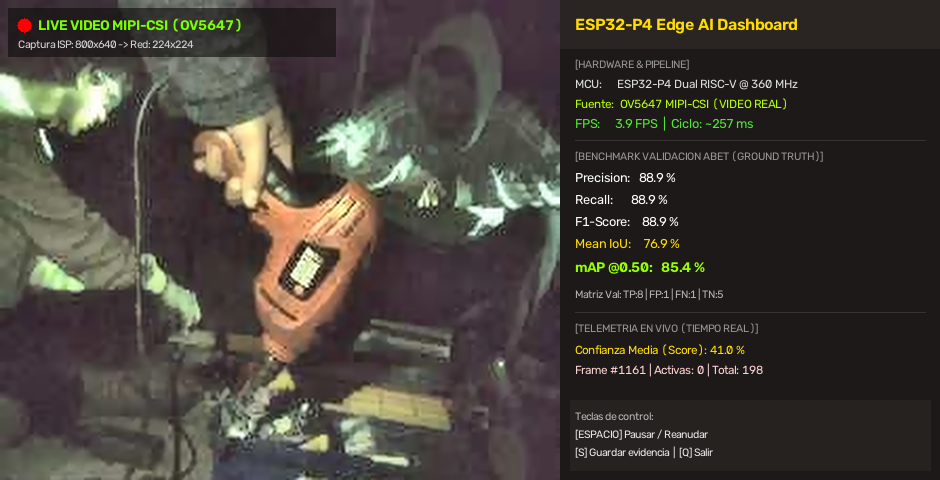 LIVE VIDEO MIPI-CSI (OV5647)
Captura ISP: 800x640 -> Red: 224x224
ESP32-P4 Edge AI Dashboard
[HARDWARE & PIPELINE]
MCU: ESP32-P4 Dual RISC-V @ 360 MHz
Fuente: OV5647 MIPI-CSI (VIDEO REAL)
FPS: 3.9 FPS | Ciclo: ~257 ms
[BENCHMARK VALIDACION ABET (GROUND TRUTH)]
Precision: 88.9 %
Recall: 88.9 %
F1-Score: 88.9 %
Mean IoU: 76.9 %
mAP @0.50: 85.4 %
Matriz Val: TP:8 | FP:1 | FN:1 | TN:5
[TELEMETRIA EN VIVO (TIEMPO REAL)]
Confianza Media (Score): 41.0 %
Frame #1161 | Activas: 0 | Total: 198
Teclas de control:
[ESPACIO] Pausar / Reanudar
[S] Guardar evidencia | [Q] Salir